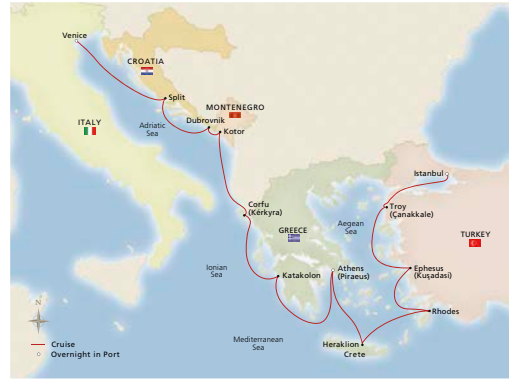 Venice
CROATIA
Split
MONTENEGRO
Dubrovnik
Kotor
ITALY
Adriatic
Sea
Istanbul
Corfu
(Kérkyra)
Troy
(Çanakkale)
GREECE
Aegean
Sea
TURKEY
Ionian
Sea
Katakolon
Athens
(Piraeus)
Ephesus
(Kuşadasi)
Rhodes
N
Mediterranean
Sea
Heraklion
Crete
Cruise
Overnight in Port